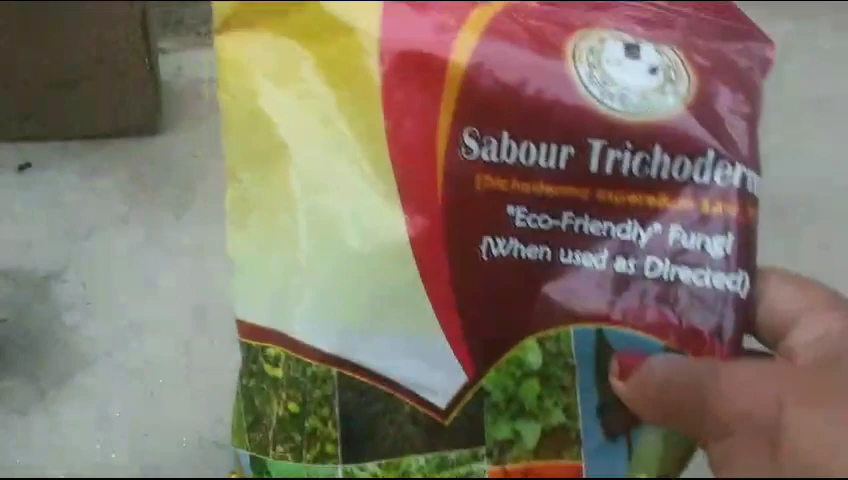 Sabour Trichoderm
"Eco-Friendly" Fungi
(When used as Directed)